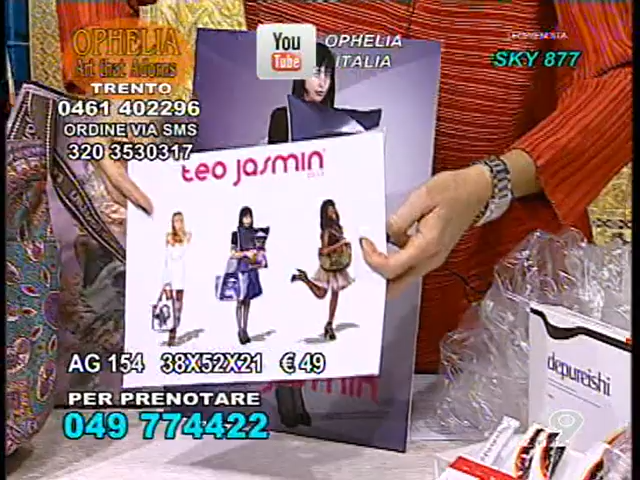 OPHELIA
Art that Adorns
TRENTO
0461 402296
ORDINE VIA SMS
320 3530317
You
Tube
OPHELIA
ITALIA
SKY 877
teo jasmin
AG 154 38X52X21 € 49
PER PRENOTARE
049 774422
depureishi
9